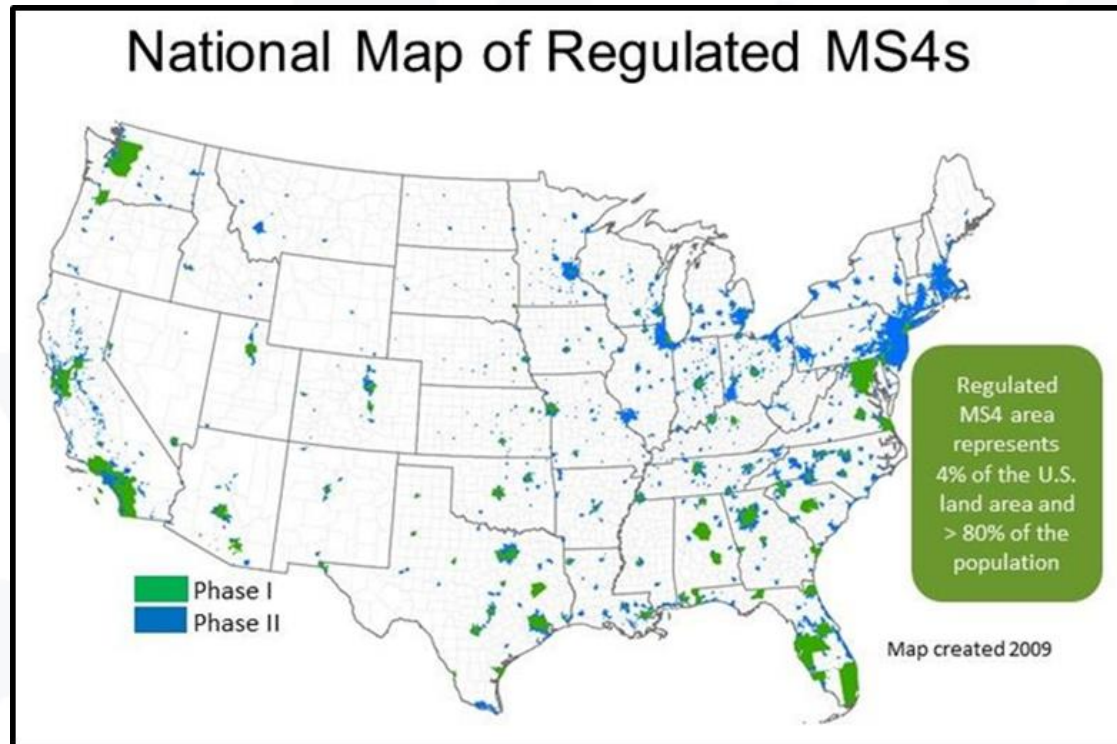 National Map of Regulated MS4s
Regulated
MS4 area
represents
4% of the U.S.
land area and
> 80% of the
population
Phase I
Phase II
Map created 2009